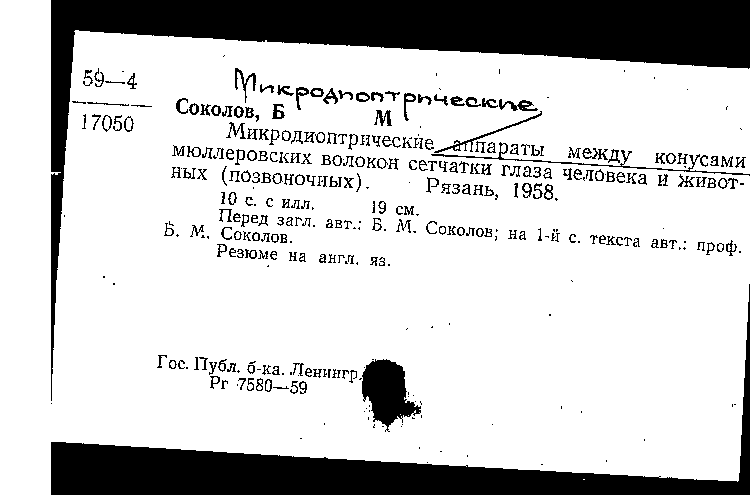 59—4
Микродиоптрические
Соколов, Б М
17050
Микродиоптрические аппараты между конусами
мюллеровских волокон сетчатки глаза человека и живот-
ных (позвоночных). Рязань, 1958.
10 с. с илл. 19 см.
Перед загл. авт.: Б. М. Соколов; на 1-й с. текста авт.: проф.
Б. М. Соколов.
Резюме на англ. яз.
Гос. Публ. б-ка. Ленингр.
Pr 7580—59